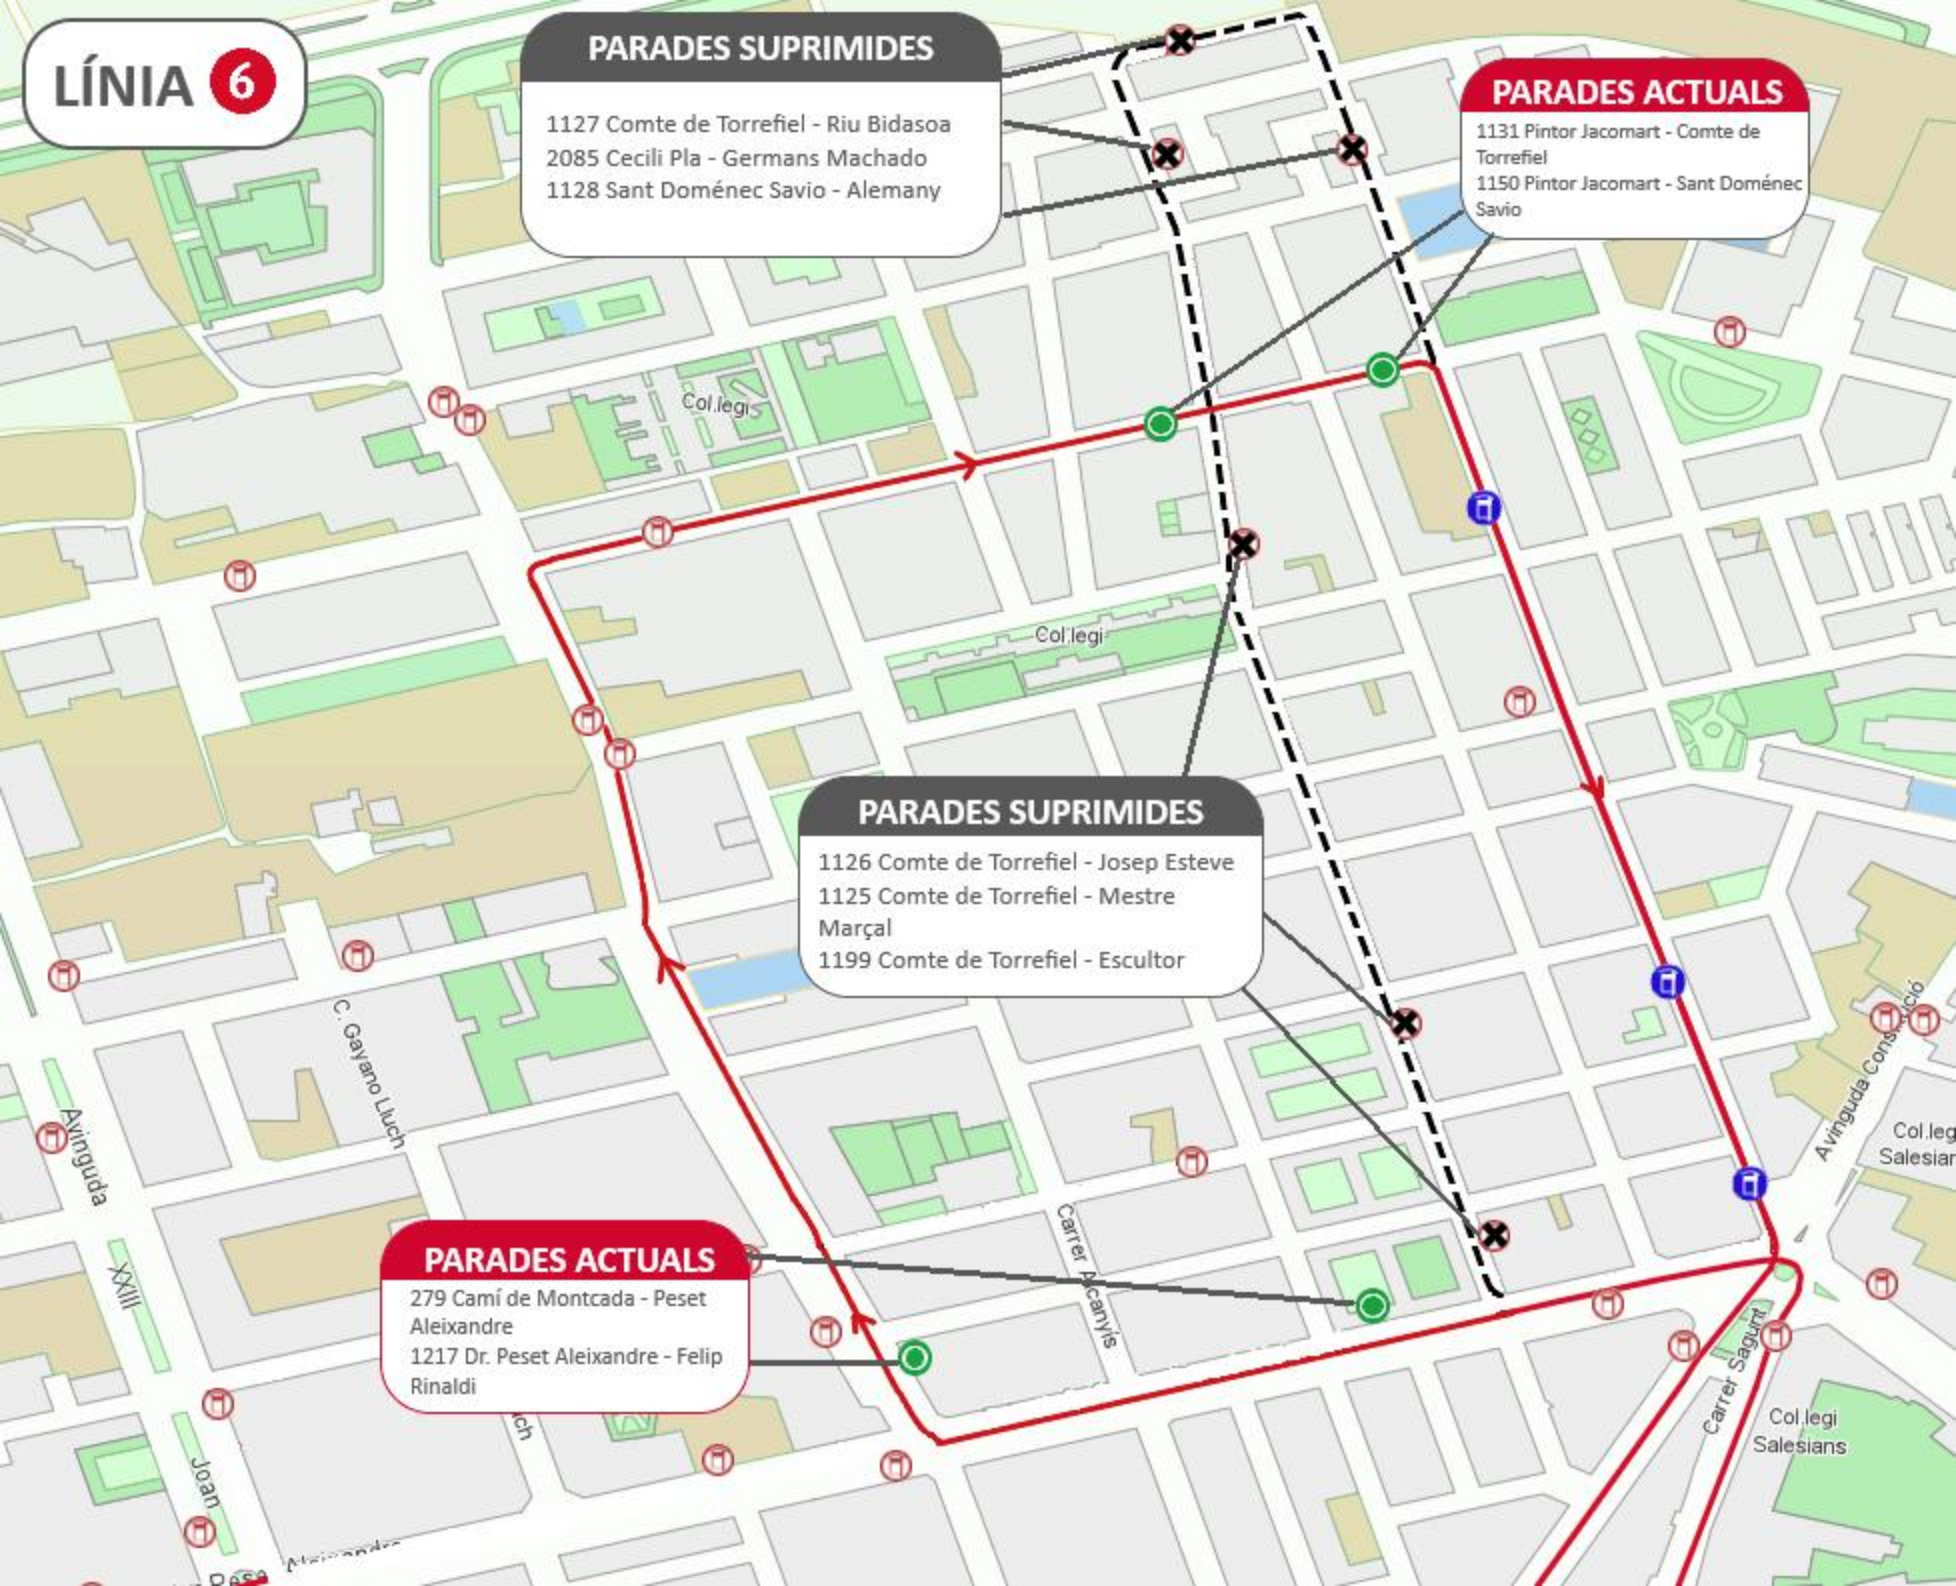 LÍNIA 6
PARADES SUPRIMIDES
1127 Comte de Torrefiel - Riu Bidasoa
2085 Cecili Pla - Germans Machado
1128 Sant Doménec Savio - Alemany
PARADES ACTUALS
1131 Pintor Jacomart - Comte de
Torrefiel
1150 Pintor Jacomart - Sant Doménec
Savio
Col.legi
Col.legi
PARADES SUPRIMIDES
1126 Comte de Torrefiel - Josep Esteve
1125 Comte de Torrefiel - Mestre
Marçal
1199 Comte de Torrefiel - Escultor
C. Gayano Lluch
Avinguda
XXIII
Joan
Carrer Alcanyís
Avinguda
Col.leg
Salesian
PARADES ACTUALS
279 Camí de Montcada - Peset
Aleixandre
1217 Dr. Peset Aleixandre - Felip
Rinaldi
Carrer Sagunt
Col.legi
Salesians